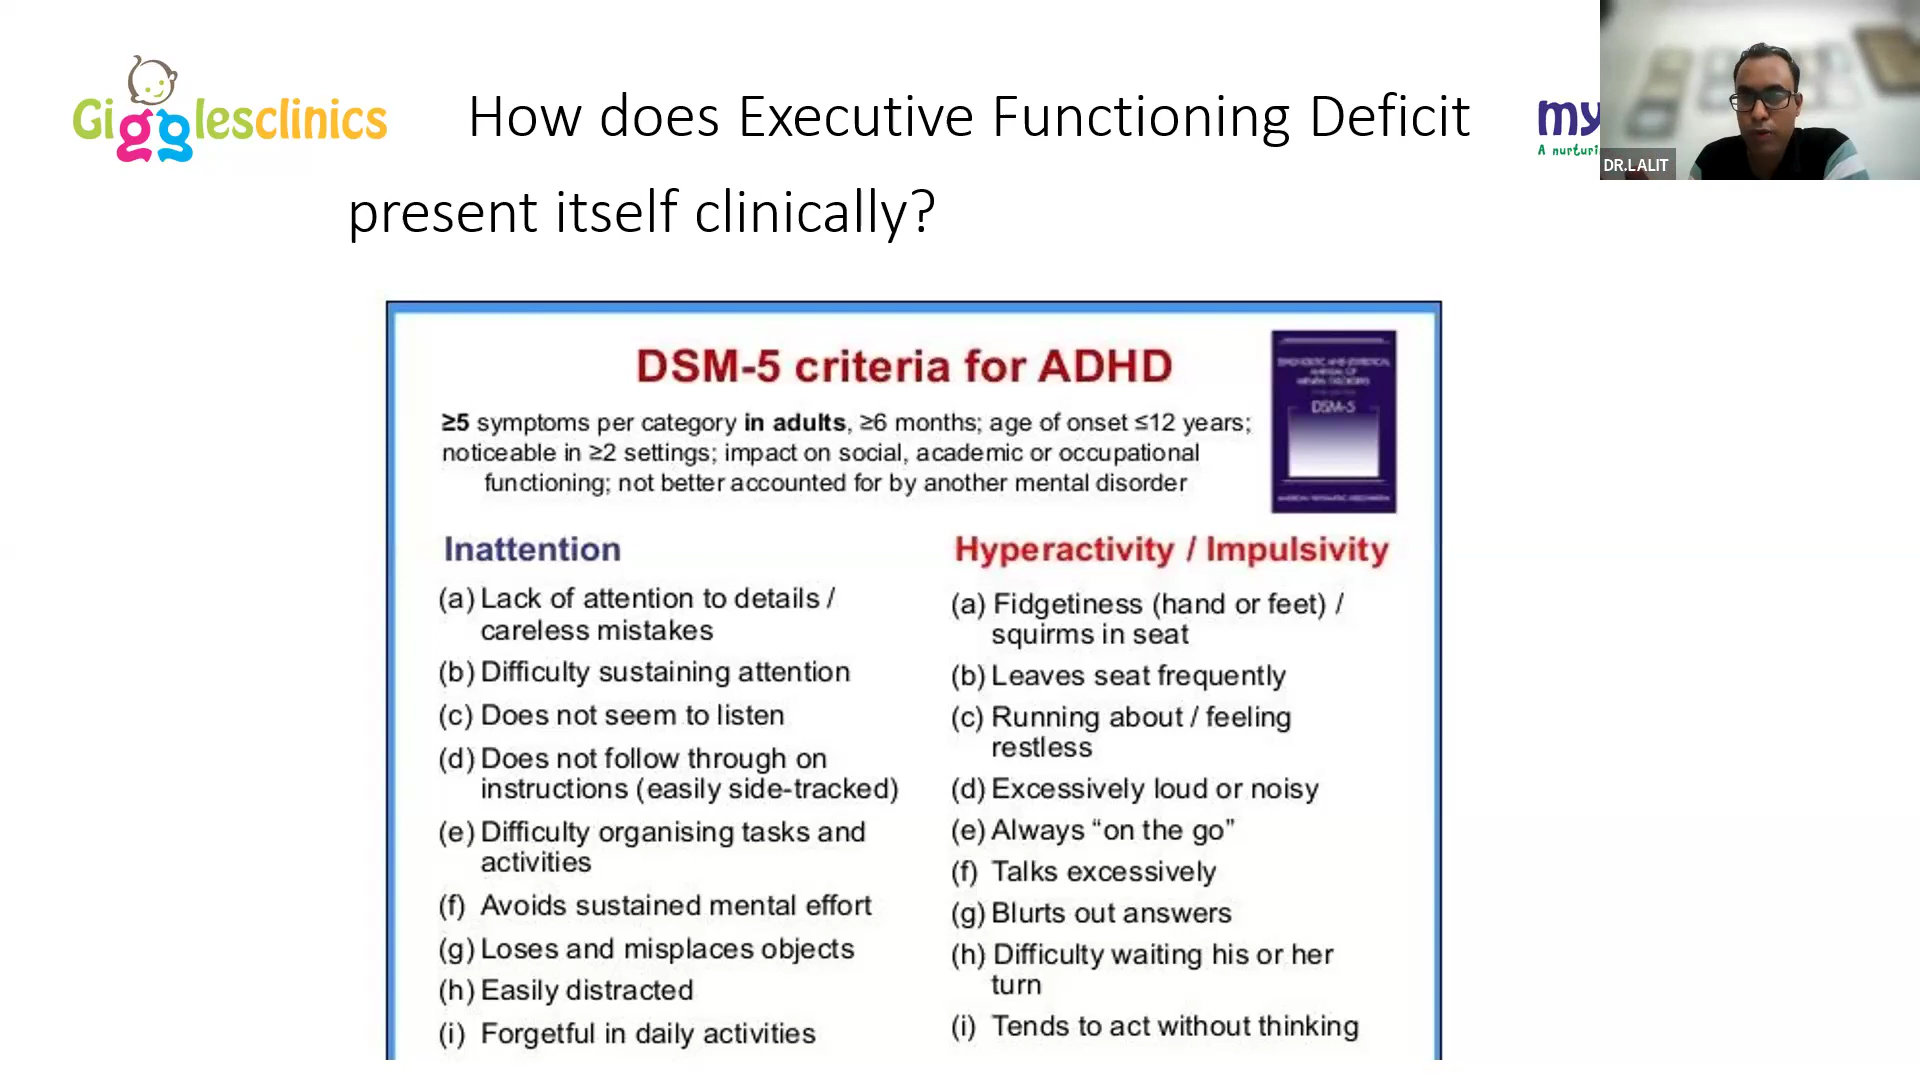 Gigglesclinics
How does Executive Functioning Deficit
present itself clinically?
my
A nurturi
DR.LALIT
DSM-5 criteria for ADHD
≥5 symptoms per category in adults, ≥6 months; age of onset ≤12 years;
noticeable in ≥2 settings; impact on social, academic or occupational
functioning; not better accounted for by another mental disorder
DIAGNOSTIC AND STATISTICAL
MANUAL OF
MENTAL DISORDERS
DSM-5
Inattention
(a) Lack of attention to details /
careless mistakes
(b) Difficulty sustaining attention
(c) Does not seem to listen
(d) Does not follow through on
instructions (easily side-tracked)
(e) Difficulty organising tasks and
activities
(f) Avoids sustained mental effort
(g) Loses and misplaces objects
(h) Easily distracted
(i) Forgetful in daily activities
Hyperactivity / Impulsivity
(a) Fidgetiness (hand or feet) /
squirms in seat
(b) Leaves seat frequently
(c) Running about / feeling
restless
(d) Excessively loud or noisy
(e) Always “on the go”
(f) Talks excessively
(g) Blurts out answers
(h) Difficulty waiting his or her
turn
(i) Tends to act without thinking